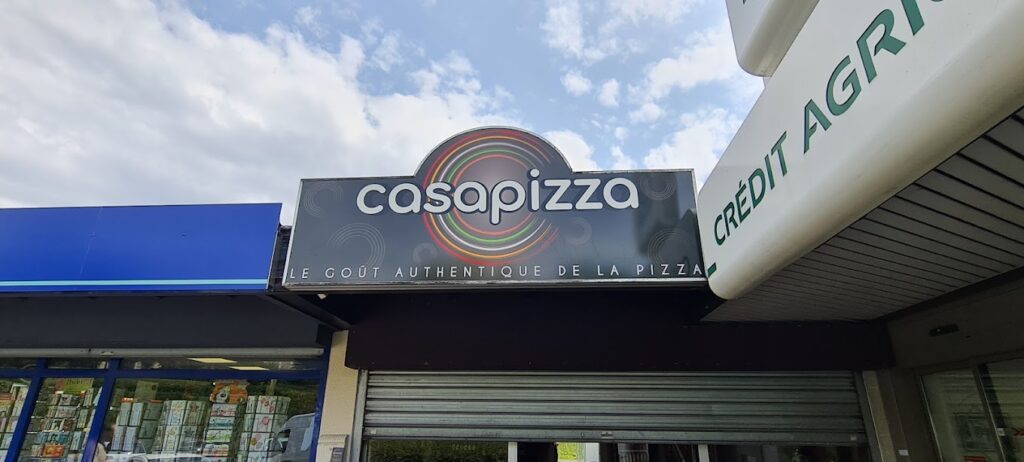 casapizza
LE GOÛT AUTHENTIQUE DE LA PIZZA
CRÉDIT AGRI